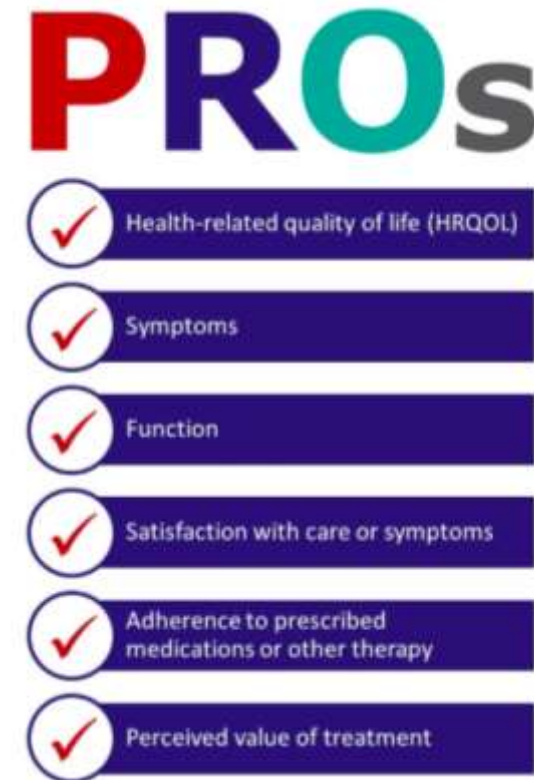 PROs
Health-related quality of life (HRQOL)
Symptoms
Function
Satisfaction with care or symptoms
Adherence to prescribed
medications or other therapy
Perceived value of treatment